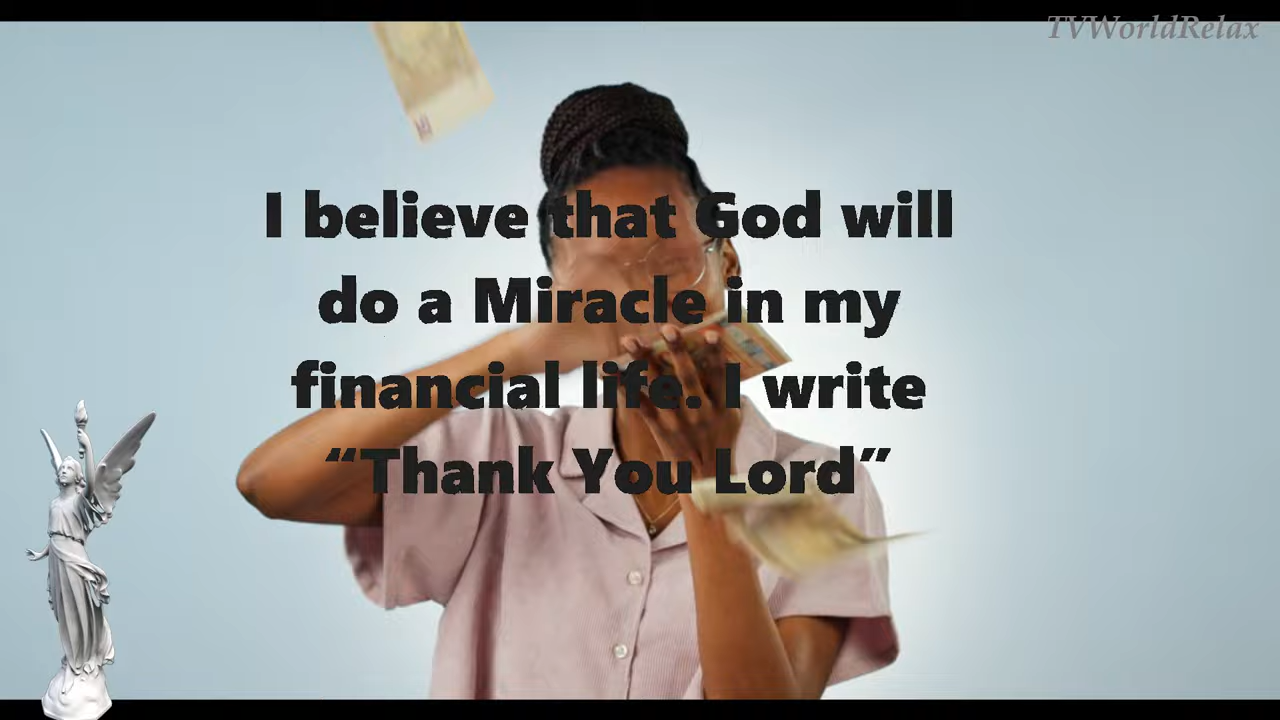 TVWorldRelax
I believe that God will
do a Miracle in my
financial life. I write
“Thank You Lord”